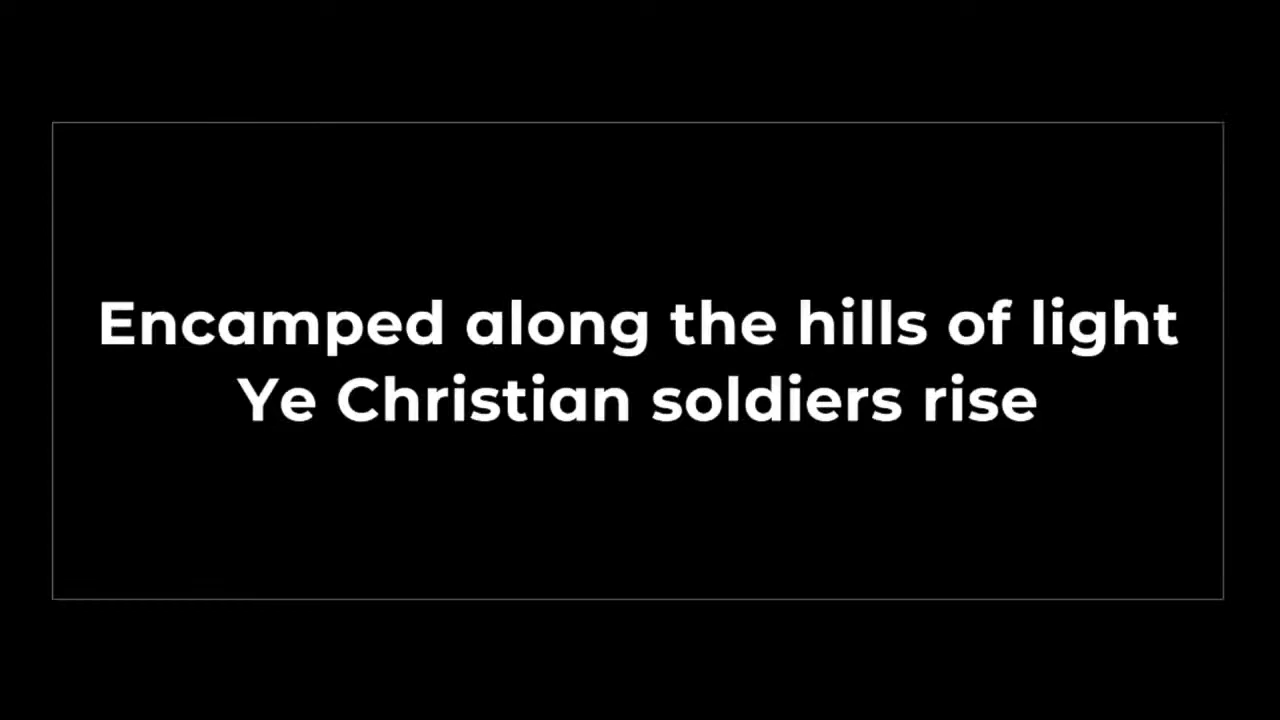 Encamped along the hills of light
Ye Christian soldiers rise